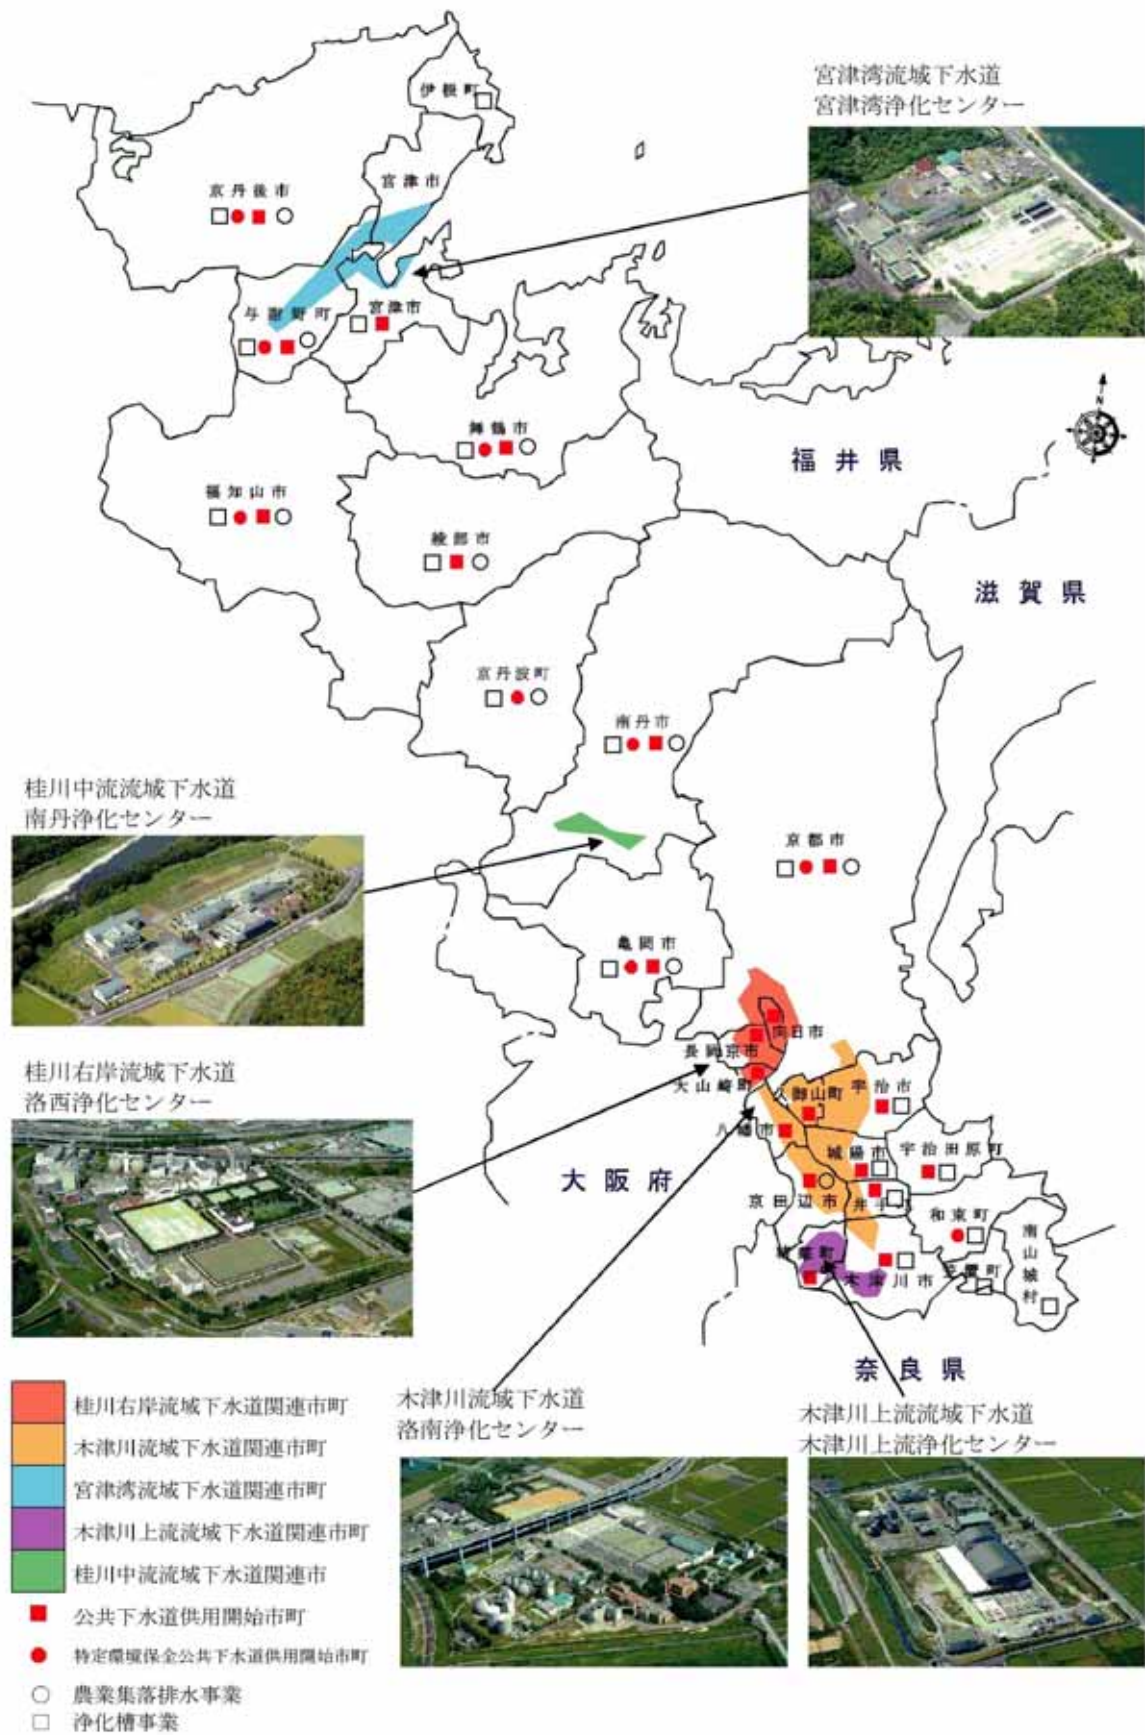 宮津湾流域下水道
宮津湾浄化センター
伊根町
宮津市
京丹後市
与謝野町
宮津市
舞鶴市
福井県
N
福知山市
綾部市
滋賀県
京丹波町
南丹市
桂川中流流域下水道
南丹浄化センター
京都市
亀岡市
向日市
長岡京市
大山崎町
桂川右岸流域下水道
洛西浄化センター
久御山町
宇治市
八幡市
城陽市
宇治田原町
大阪府
京田辺市
井手
和束町
南山城村
町
木津川市
奈良県
桂川右岸流域下水道関連市町
木津川流域下水道関連市町
宮津湾流域下水道関連市町
木津川上流流域下水道関連市町
桂川中流流域下水道関連市
公共下水道供用開始市町
特定環境保全公共下水道供用開始市町
農業集落排水事業
浄化槽事業
木津川流域下水道
洛南浄化センター
木津川上流流域下水道
木津川上流浄化センター